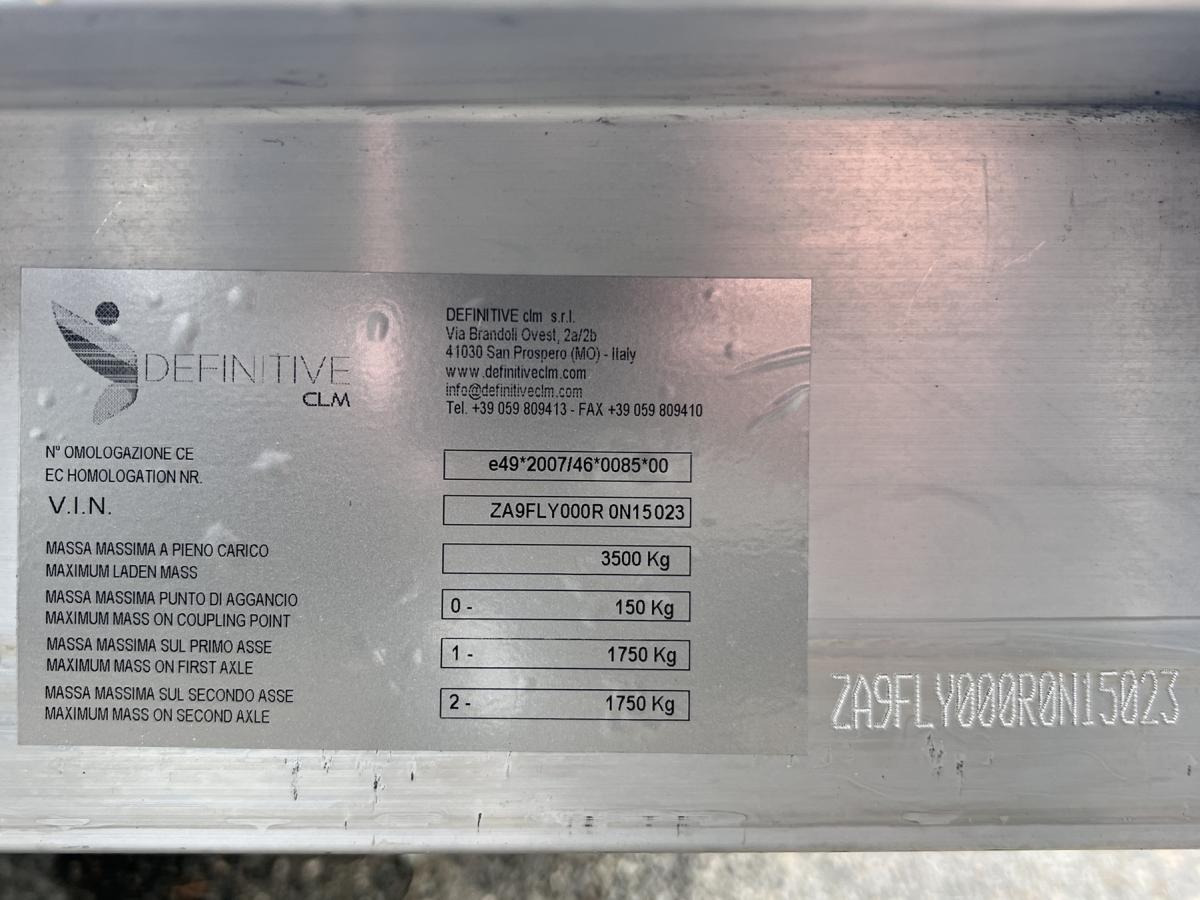 DEFINITIVE
CLM
DEFINITIVE clm s.r.l.
Via Brandoli Ovest, 2a/2b
41030 San Prospero (MO) - Italy
www.definitiveclm.com
info@definitiveclm.com
Tel. +39 059 809413 - FAX +39 059 809410
N° OMOLOGAZIONE CE
EC HOMOLOGATION NR.
e49*2007/46*0085*00
V.I.N.
ZA9FLY000R 0N15023
MASSA MASSIMA A PIENO CARICO
MAXIMUM LADEN MASS
3500 Kg
MASSA MASSIMA PUNTO DI AGGANCIO
MAXIMUM MASS ON COUPLING POINT
0 - 150 Kg
MASSA MASSIMA SUL PRIMO ASSE
MAXIMUM MASS ON FIRST AXLE
1 - 1750 Kg
MASSA MASSIMA SUL SECONDO ASSE
MAXIMUM MASS ON SECOND AXLE
2 - 1750 Kg
ZA9FLY000R0N15023